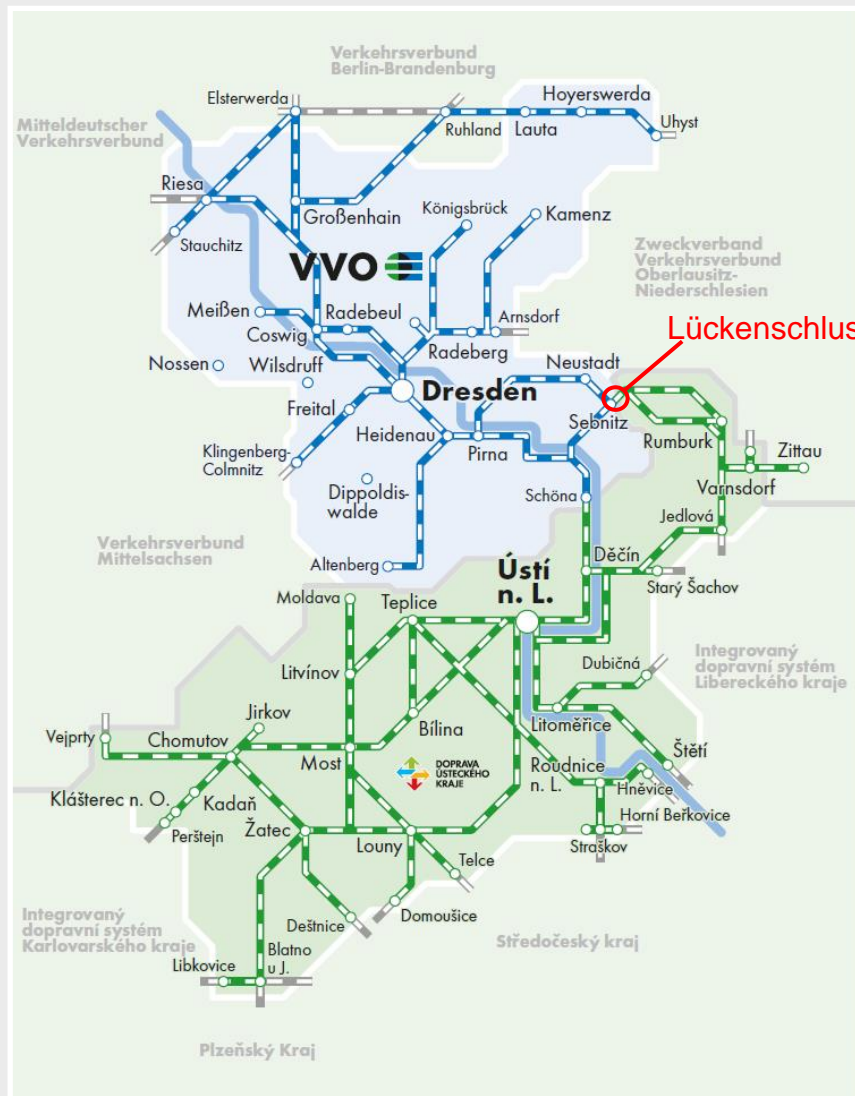 Verkehrsverbund
Berlin-Brandenburg
Elsterwerda
Hoyerswerda
Mitteldeutscher
Verkehrsverbund
Ruhland
Lauta
Uhyst
Riesa
Großenhain
Königsbrück
Kamenz
Stauchitz
VVO
Zweckverband
Verkehrsverbund
Oberlausitz-
Niederschlesien
Meißen
Radebeul
Arnsdorf
Coswig
Radeberg
Lückenschlus
Nossen
Wilsdruff
Neustadt
Dresden
Freital
Sebnitz
Heidenau
Rumburk
Klingenberg-
Colmnitz
Pirna
Zittau
Dippoldis-
walde
Schöna
Varnsdorf
Jedlová
Verkehrsverbund
Mittelsachsen
Altenberg
Ústí
n. L.
Děčín
Starý Šachov
Moldava
Teplice
Integrovaný
dopravní systém
Libereckého kraje
Litvínov
Dubičná
Jirkov
Vejprty
Chomutov
Bílina
Litoměřice
Most
DOPRAVA
ÚSTECKÉHO
KRAJE
Roudnice
n. L.
Štětí
Klášterec n. O.
Kadaň
Hněvice
Perštejn
Žatec
Louny
Horní Beřkovice
Straškov
Telce
Integrovaný
dopravní systém
Karlovarského kraje
Deštnice
Domoušice
Středočeský kraj
Libkovice
Blatno
u J.
Plzeňský Kraj